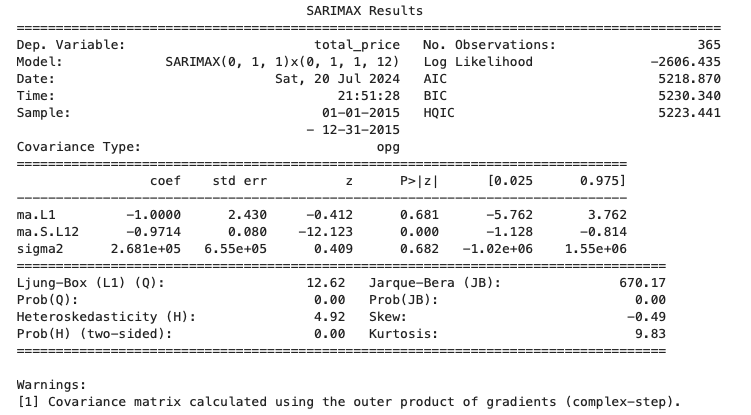 SARIMAX Results
==============================================================================================
Dep. Variable: total_price No. Observations: 365
Model: SARIMAX(0, 1, 1)x(0, 1, 1, 12) Log Likelihood -2606.435
Date: Sat, 20 Jul 2024 AIC 5218.870
Time: 21:51:28 BIC 5230.340
Sample: 01-01-2015 HQIC 5223.441
- 12-31-2015
Covariance Type: opg
==============================================================================
coef std err z P>|z| [0.025 0.975]
------------------------------------------------------------------------------
ma.L1 -1.0000 2.430 -0.412 0.681 -5.762 3.762
ma.S.L12 -0.9714 0.080 -12.123 0.000 -1.128 -0.814
sigma2 2.681e+05 6.55e+05 0.409 0.682 -1.02e+06 1.55e+06
===================================================================================
Ljung-Box (L1) (Q): 12.62 Jarque-Bera (JB): 670.17
Prob(Q): 0.00 Prob(JB): 0.00
Heteroskedasticity (H): 4.92 Skew: -0.49
Prob(H) (two-sided): 0.00 Kurtosis: 9.83
===================================================================================
Warnings:
[1] Covariance matrix calculated using the outer product of gradients (complex-step).